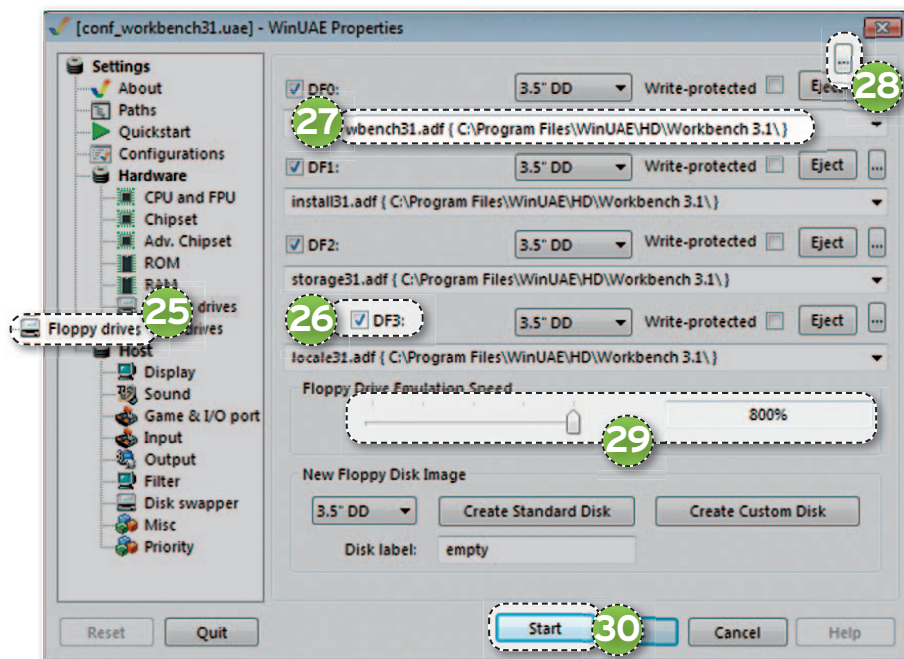 [conf_workbench31.uae] - WinUAE Properties
Settings
About
Paths
Quickstart
Configurations
Hardware
CPU and FPU
Chipset
Adv. Chipset
ROM
RAM
drives
Floppy drives
25
drives
Host
Display
Sound
Game & I/O port
Input
Output
Filter
Disk swapper
Misc
Priority
DF0:
3.5" DD
Write-protected
...
28
27
wbench31.adf { C:\Program Files\WinUAE\HD\Workbench 3.1\ }
DF1:
3.5" DD
Write-protected
Eject
...
install31.adf { C:\Program Files\WinUAE\HD\Workbench 3.1\ }
DF2:
3.5" DD
Write-protected
Eject
...
storage31.adf { C:\Program Files\WinUAE\HD\Workbench 3.1\ }
26
DF3:
3.5" DD
Write-protected
Eject
...
locale31.adf { C:\Program Files\WinUAE\HD\Workbench 3.1\ }
Floppy Drive Emulation Speed
29
800%
New Floppy Disk Image
3.5" DD
Create Standard Disk
Create Custom Disk
Disk label:
empty
Reset
Quit
Start
30
Cancel
Help